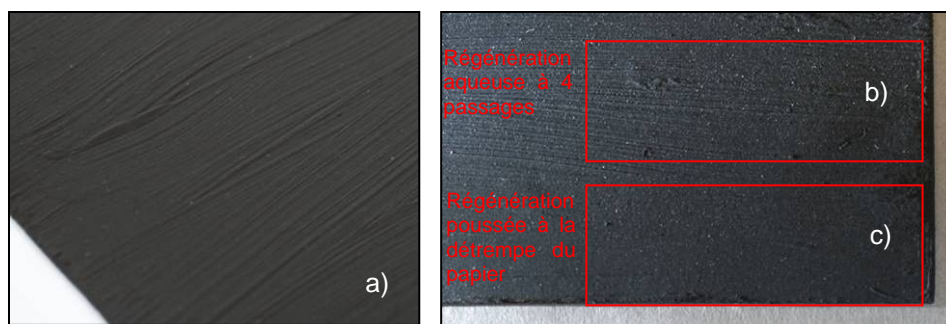 a)
Régénération
aqueuse à 4
passages
b)
Régénération
poussée à la
détrempe du
papier
c)